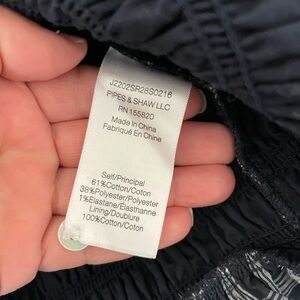 J2202SR28S0216
PIPES & SHAW LLC
RN 155820
Made In China
Fabriqué En Chine
Self/Principal
61%Cotton/Coton
38%Polyester/Polyester
1%Elastane/Élasthanne
Lining/Doublure
100%Cotton/Coton